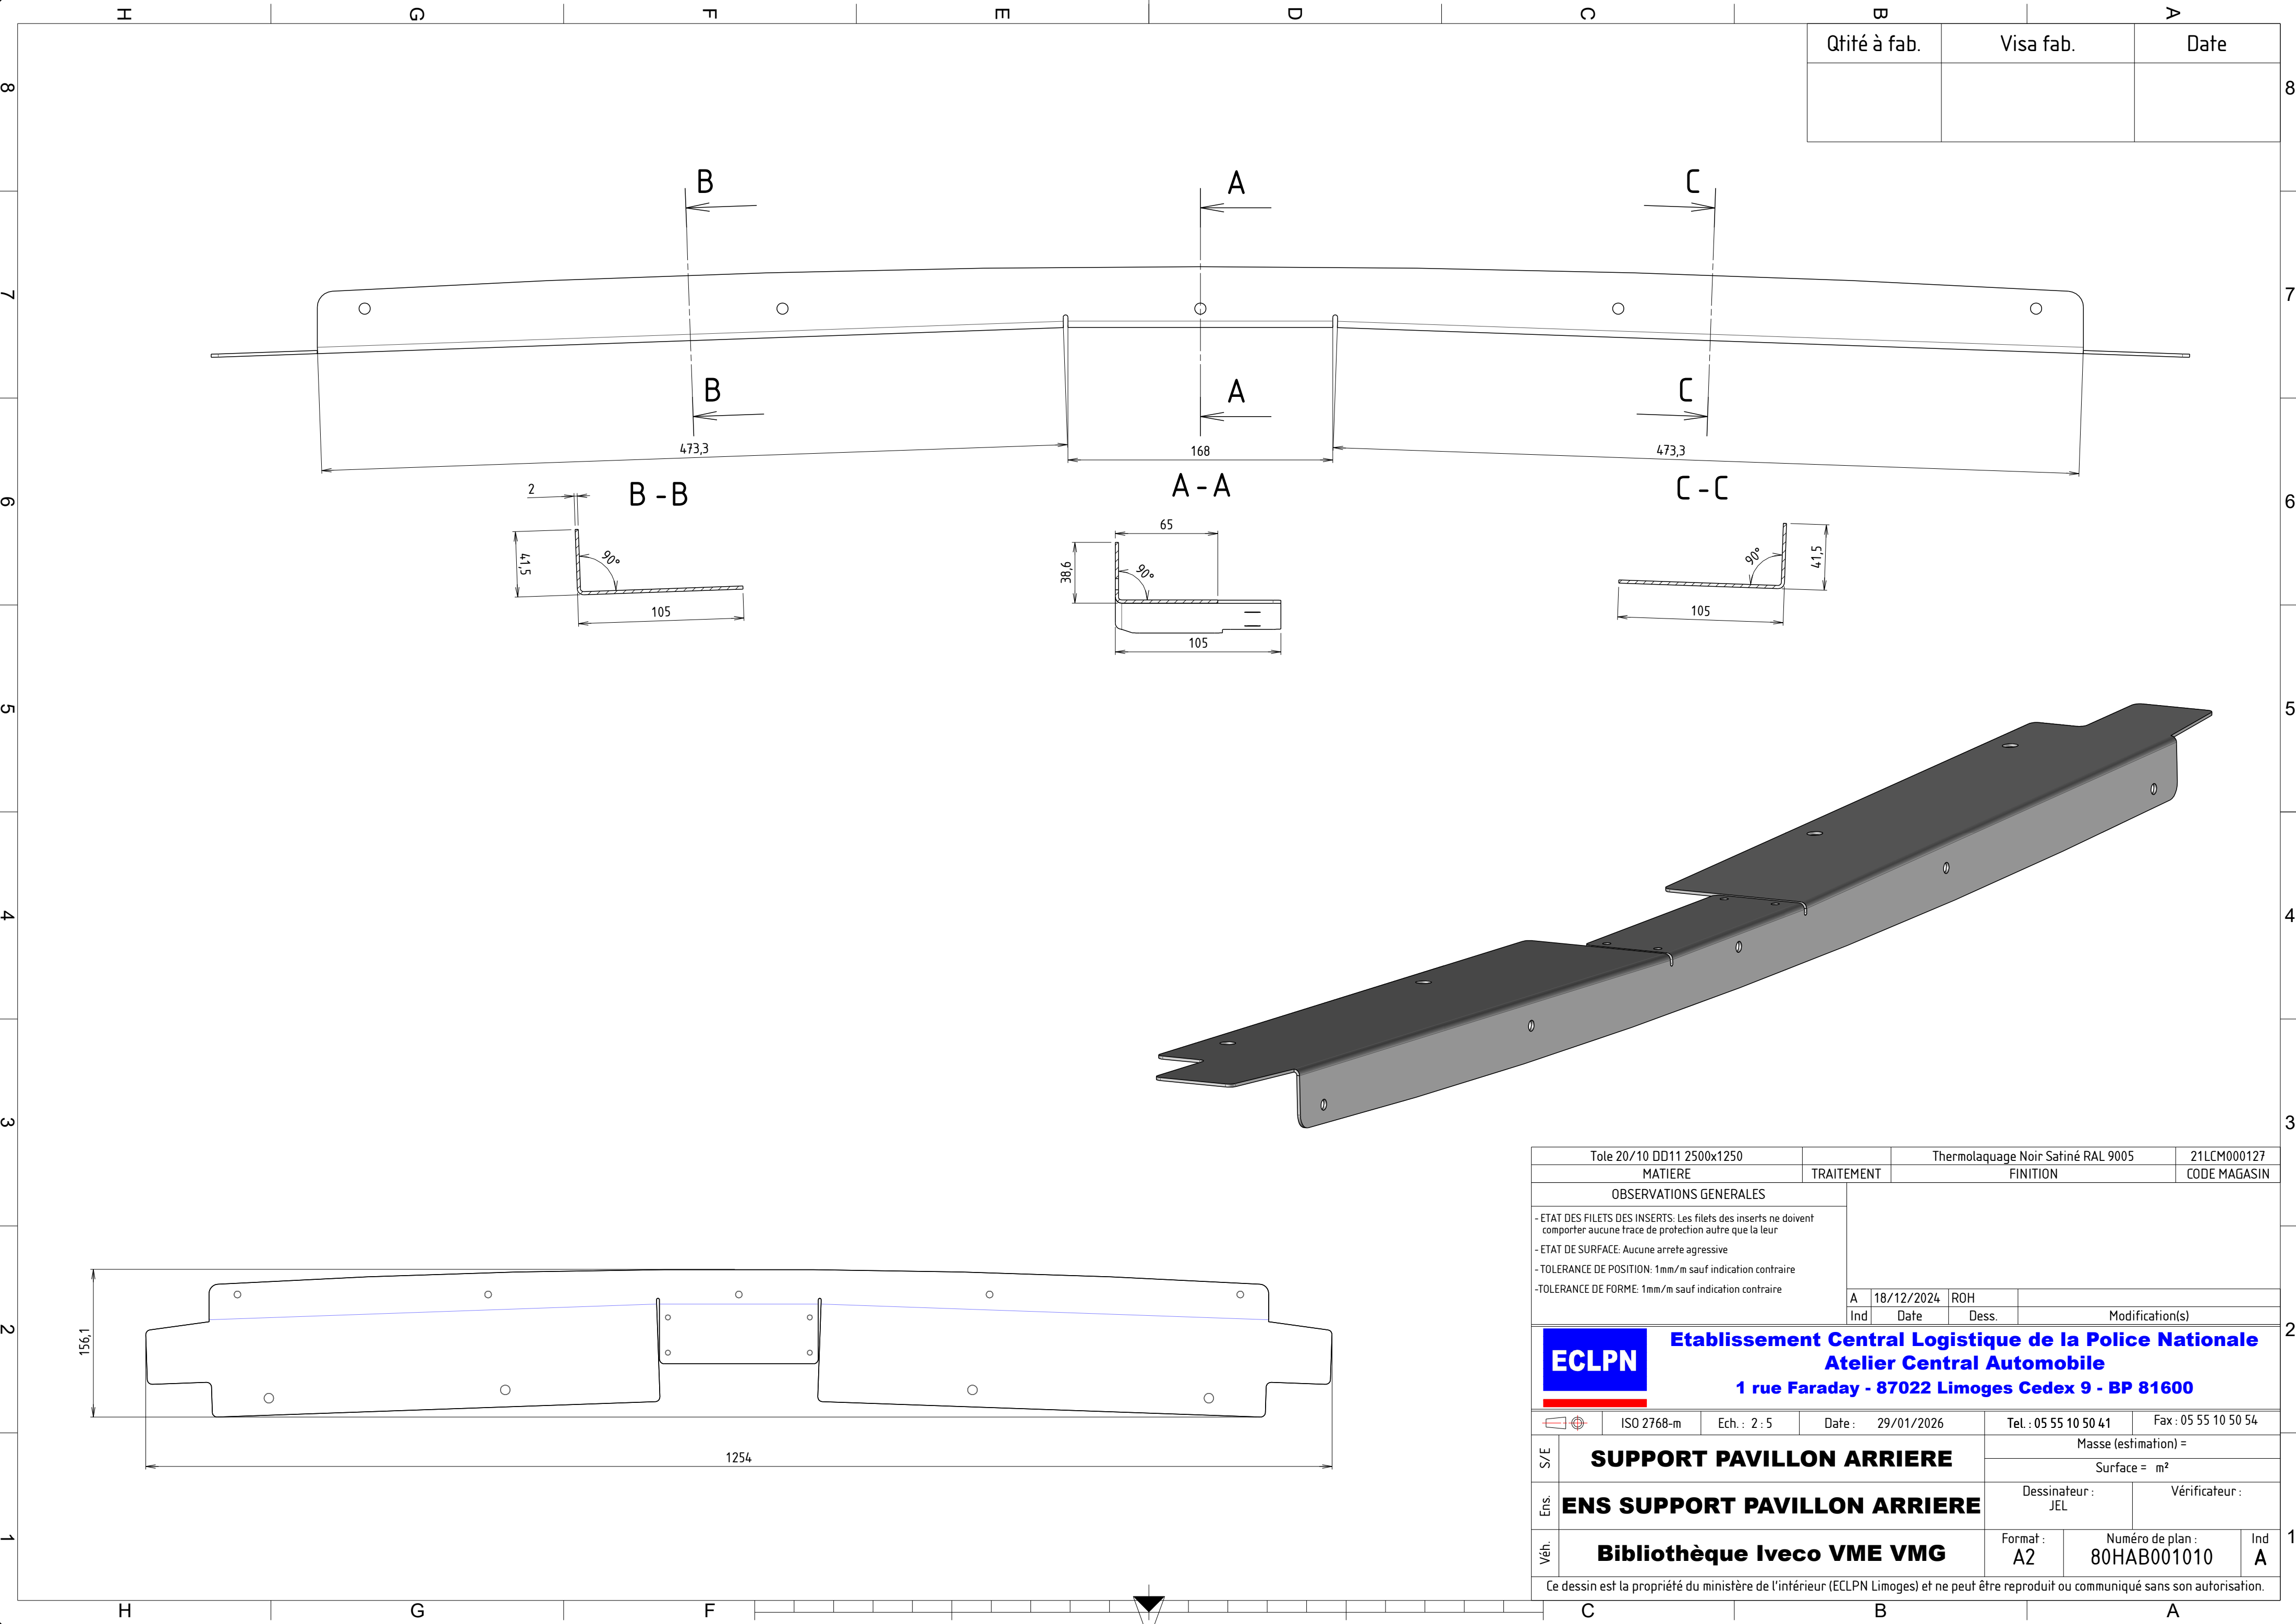 H G F E D C B A
Qtité à fab. Visa fab. Date
8 8
B A C
7 7
B A C
473,3 168 473,3
6 6
B - B A - A C - C
2 41,5 90° 105
65 38,6 90° 105
90° 41,5 105
5 5
4 4
3 3
Tole 20/10 DD11 2500x1250 Thermolaquage Noir Satiné RAL 9005 21LCM000127
MATIERE TRAITEMENT FINITION CODE MAGASIN
OBSERVATIONS GENERALES
- ETAT DES FILETS DES INSERTS: Les filets des inserts ne doivent
comporter aucune trace de protection autre que la leur
- ETAT DE SURFACE: Aucune arrete agressive
- TOLERANCE DE POSITION: 1mm/m sauf indication contraire
-TOLERANCE DE FORME: 1mm/m sauf indication contraire
A 18/12/2024 ROH
Ind Date Dess. Modification(s)
2 2
156,1
1254
ECLPN
Etablissement Central Logistique de la Police Nationale
Atelier Central Automobile
1 rue Faraday - 87022 Limoges Cedex 9 - BP 81600
ISO 2768-m Ech. : 2 : 5 Date : 29/01/2026 Tel. : 05 55 10 50 41 Fax : 05 55 10 50 54
S/E SUPPORT PAVILLON ARRIERE
Masse (estimation) =
Surface = m²
Ens. ENS SUPPORT PAVILLON ARRIERE
Dessinateur : Vérificateur :
JEL
1 1
Véh. Bibliothèque Iveco VME VMG
Format : Numéro de plan : Ind
A2 80HAB001010 A
Ce dessin est la propriété du ministère de l'intérieur (ECLPN Limoges) et ne peut être reproduit ou communiqué sans son autorisation.
H G F C B A